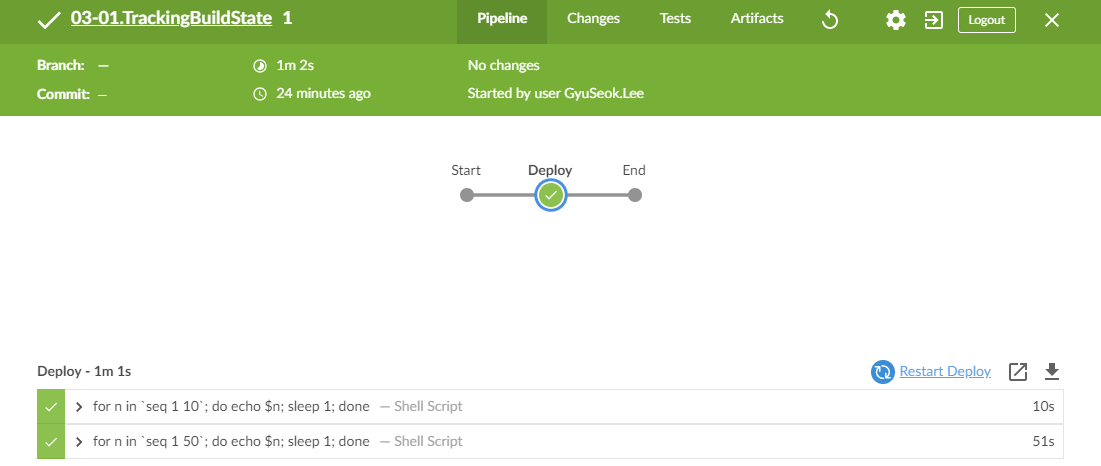 03-01.TrackingBuildState 1 Pipeline Changes Tests Artifacts Logout
Branch: — 1m 2s No changes
Commit: — 24 minutes ago Started by user GyuSeok.Lee
Start Deploy End
Deploy - 1m 1s Restart Deploy
for n in `seq 1 10`; do echo $n; sleep 1; done — Shell Script 10s
for n in `seq 1 50`; do echo $n; sleep 1; done — Shell Script 51s